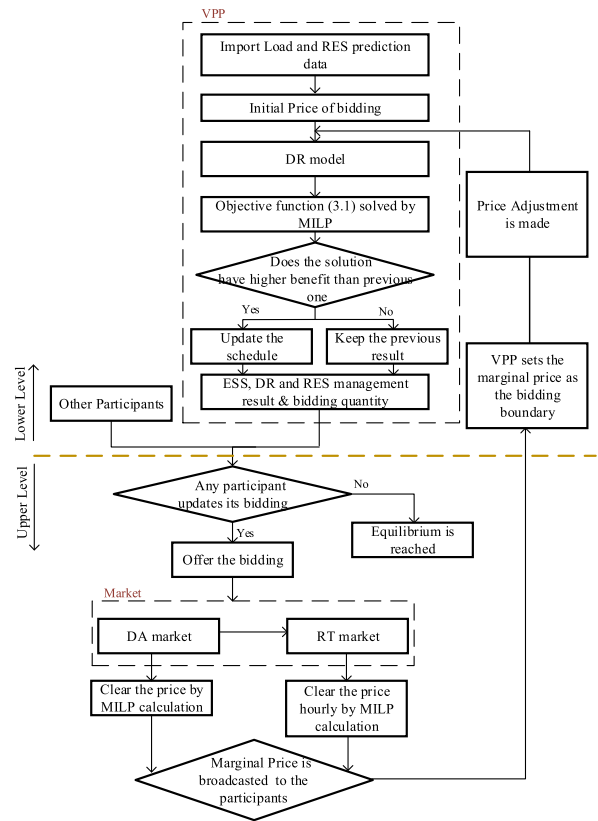 VPP
Import Load and RES prediction
data
Initial Price of bidding
DR model
Objective function (3.1) solved by
MILP
Does the solution
have higher benefit than previous
one
Yes
No
Update the
schedule
Keep the previous
result
ESS, DR and RES management
result & bidding quantity
Price Adjustment
is made
VPP sets the
marginal price as
the bidding
boundary
Lower Level
Other Participants
Upper Level
Any participant
updates its bidding
No
Equilibrium is
reached
Yes
Offer the bidding
Market
DA market
RT market
Clear the price by
MILP calculation
Clear the price
hourly by MILP
calculation
Marginal Price is
broadcasted to the
participants